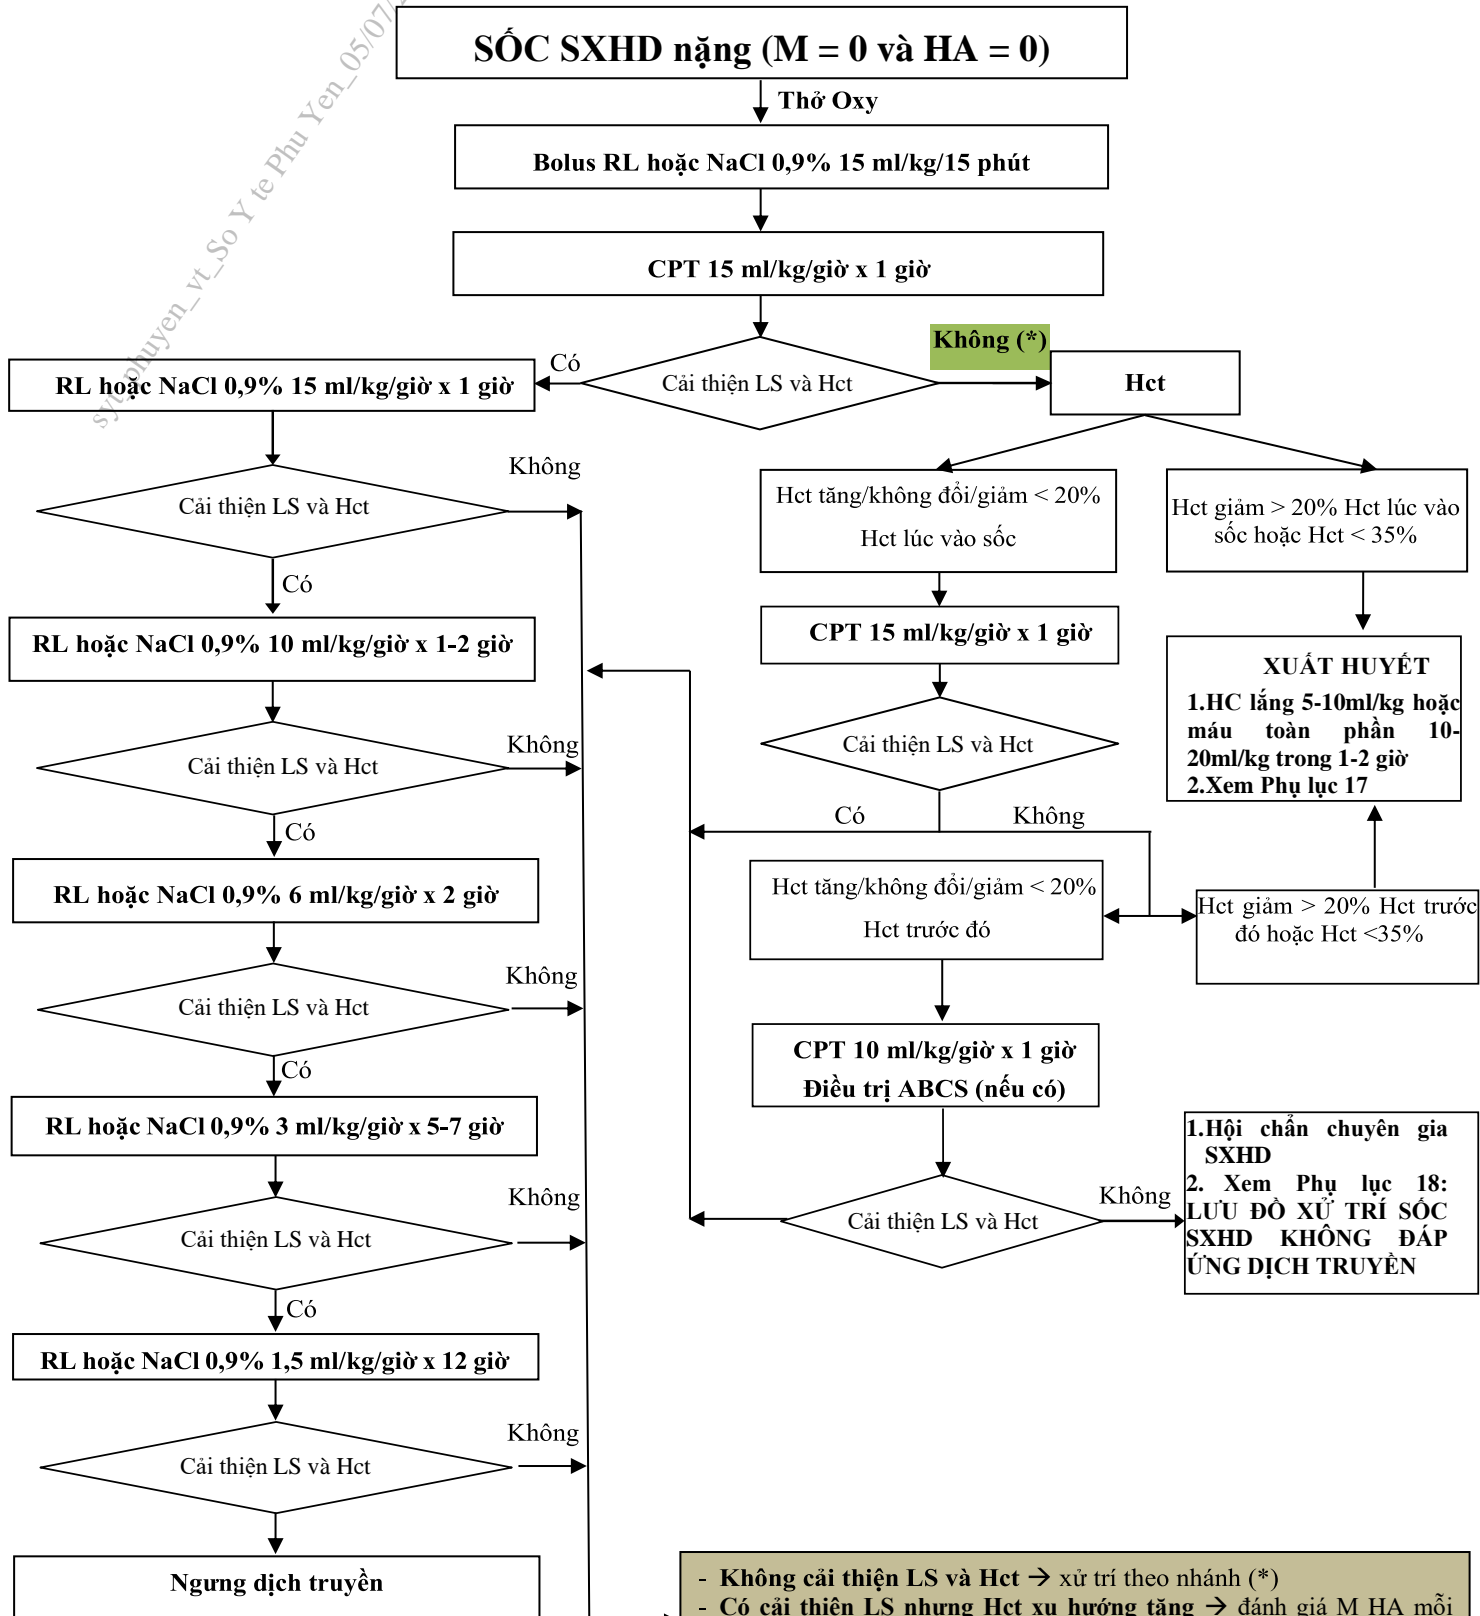 SỐC SXHD nặng (M = 0 và HA = 0)
Thở Oxy
Bolus RL hoặc NaCl 0,9% 15 ml/kg/15 phút
CPT 15 ml/kg/giờ x 1 giờ
Cải thiện LS và Hct
Có
Không (*)
RL hoặc NaCl 0,9% 15 ml/kg/giờ x 1 giờ
Hct
Cải thiện LS và Hct
Không
Có
RL hoặc NaCl 0,9% 10 ml/kg/giờ x 1-2 giờ
Cải thiện LS và Hct
Không
Có
RL hoặc NaCl 0,9% 6 ml/kg/giờ x 2 giờ
Cải thiện LS và Hct
Không
Có
RL hoặc NaCl 0,9% 3 ml/kg/giờ x 5-7 giờ
Cải thiện LS và Hct
Không
Có
RL hoặc NaCl 0,9% 1,5 ml/kg/giờ x 12 giờ
Cải thiện LS và Hct
Không
Ngưng dịch truyền
Hct tăng/không đổi/giảm < 20%
Hct lúc vào sốc
CPT 15 ml/kg/giờ x 1 giờ
Cải thiện LS và Hct
Có
Không
Hct tăng/không đổi/giảm < 20%
Hct trước đó
CPT 10 ml/kg/giờ x 1 giờ
Điều trị ABCS (nếu có)
Cải thiện LS và Hct
Không
Hct giảm > 20% Hct lúc vào
sốc hoặc Hct < 35%
XUẤT HUYẾT
1.HC lắng 5-10ml/kg hoặc
máu toàn phần 10-
20ml/kg trong 1-2 giờ
2.Xem Phụ lục 17
Hct giảm > 20% Hct trước
đó hoặc Hct <35%
1.Hội chẩn chuyên gia
SXHD
2. Xem Phụ lục 18:
LƯU ĐỒ XỬ TRÍ SỐC
SXHD KHÔNG ĐÁP
ỨNG DỊCH TRUYỀN
- Không cải thiện LS và Hct → xử trí theo nhánh (*)
- Có cải thiện LS nhưng Hct xu hướng tăng → đánh giá M HA mỗi
syt_phuyen_vt_So Y te Phu Yen_05/07/